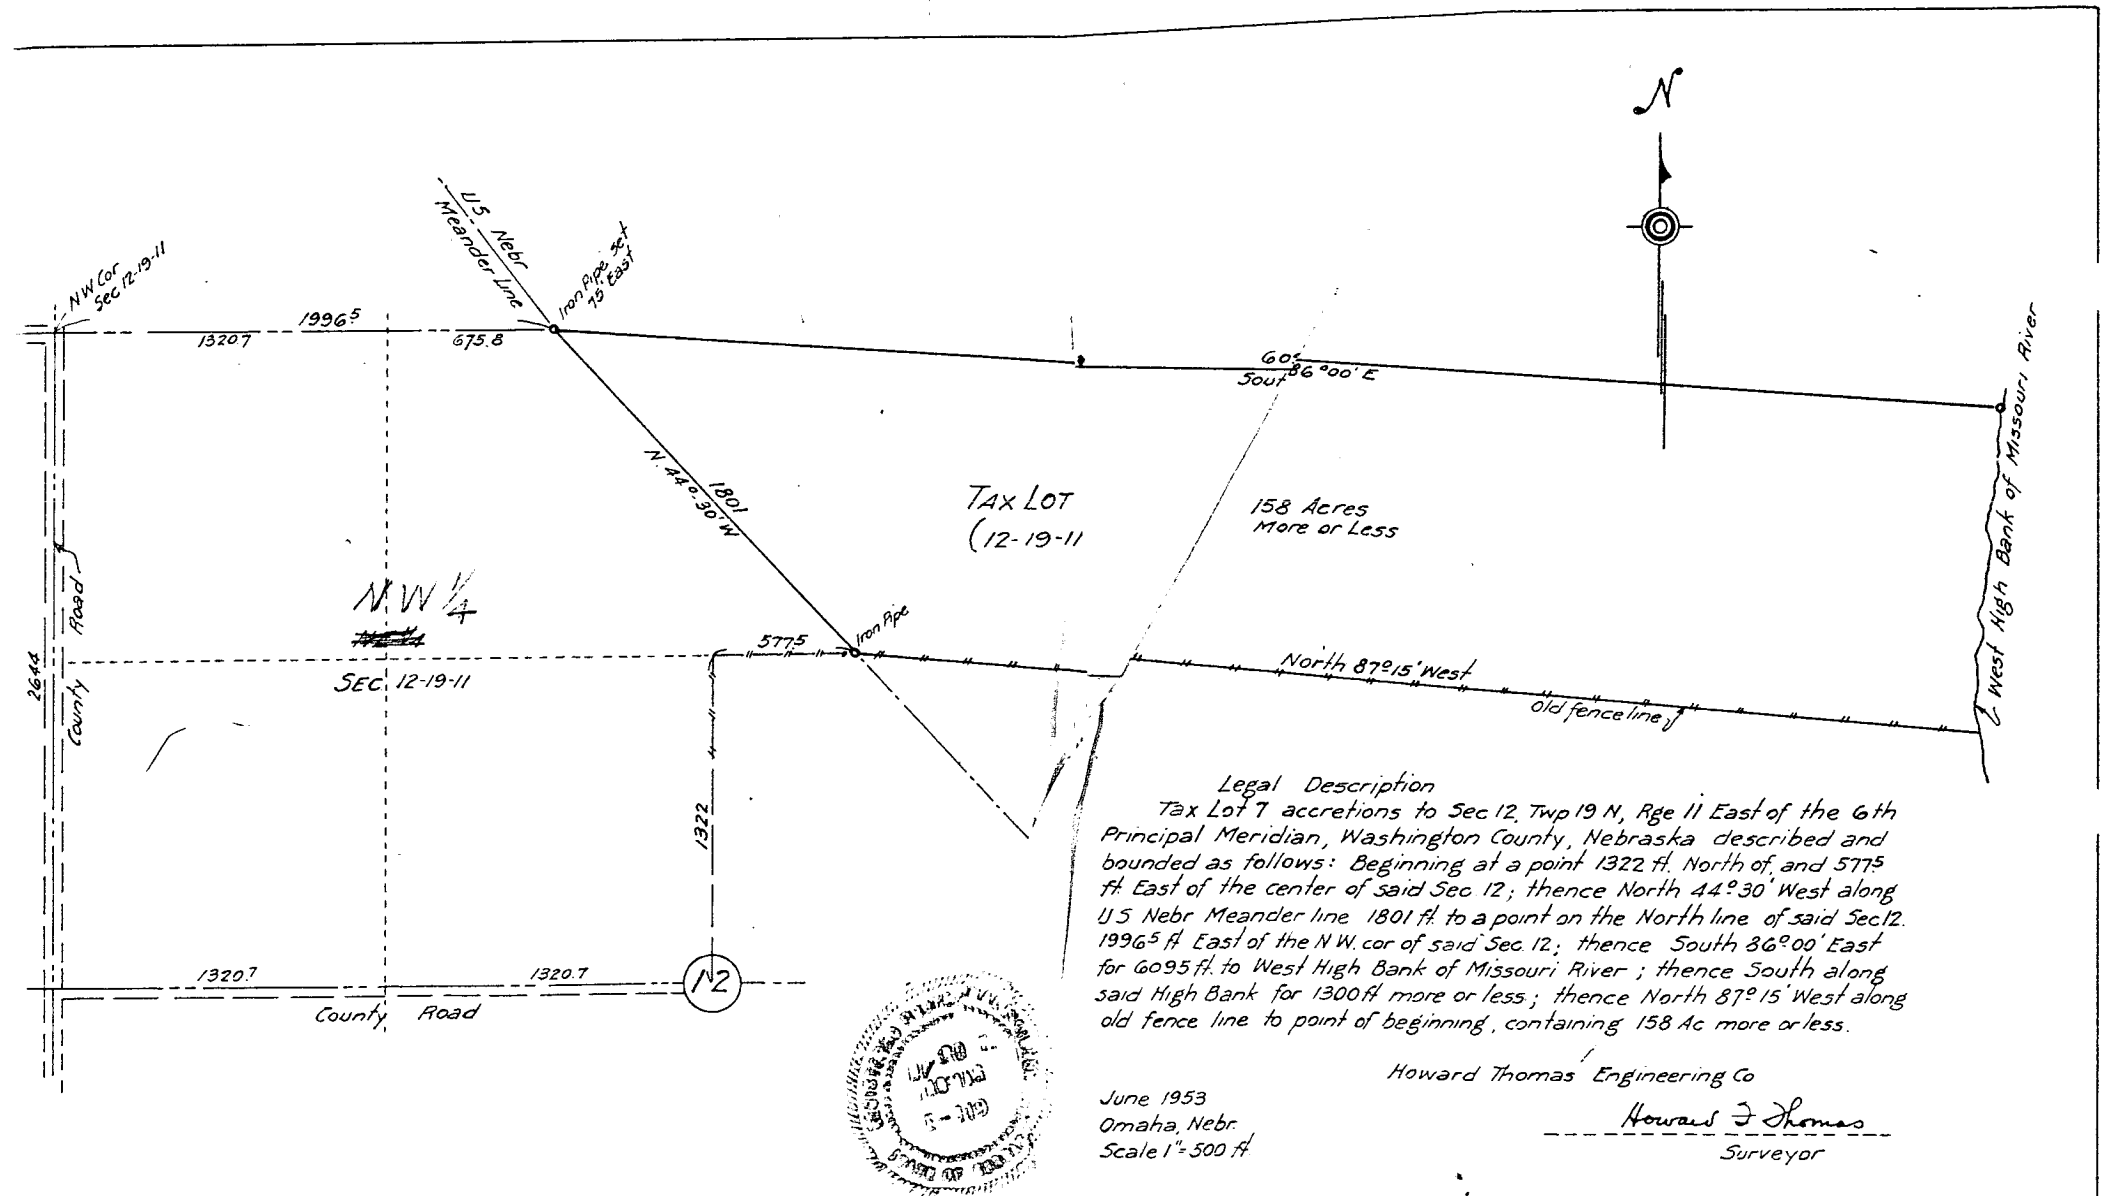 N
US Nebr
Meander Line
Iron Pipe set
75' East
NW Cor
Sec 12-19-11
1996⁵
1320.7
675.8
60
Sout 86°00' E
West High Bank of Missouri River
N. 44°-30' W
1801
TAX LOT
(12-19-11
158 Acres
More or Less
NW 1/4
SEC. 12-19-11
County Road
2644
577⁵
Iron Pipe
North 87°15' West
Old fence line
1322
1320.7
1320.7
12
County Road
Legal Description
Tax Lot 7 accretions to Sec 12, Twp 19 N, Rge 11 East of the 6th
Principal Meridian, Washington County, Nebraska described and
bounded as follows: Beginning at a point 1322 ft. North of, and 577⁵
ft East of the center of said Sec 12; thence North 44°30' West along
US Nebr Meander line 1801 ft. to a point on the North line of said Sec 12.
1996⁵ ft East of the NW. cor of said Sec. 12; thence South 86°00' East
for 6095 ft. to West High Bank of Missouri River; thence South along
said High Bank for 1300 ft more or less; thence North 87°15' West along
old fence line to point of beginning, containing 158 Ac more or less.
Howard Thomas Engineering Co
June 1953
Omaha, Nebr.
Scale 1"=500 ft
Howard F Thomas
Surveyor